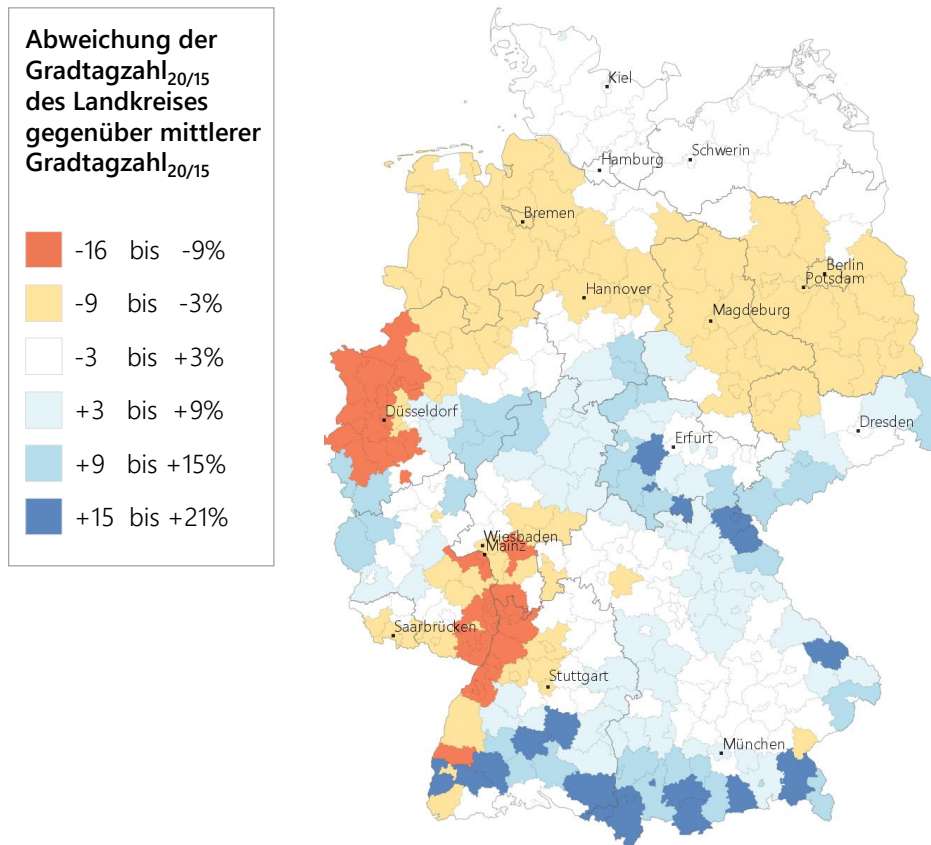 Abweichung der
Gradtagzahl20/15
des Landkreises
gegenüber mittlerer
Gradtagzahl20/15
-16 bis -9%
-9 bis -3%
-3 bis +3%
+3 bis +9%
+9 bis +15%
+15 bis +21%
Kiel
Schwerin
Hamburg
Bremen
Berlin
Potsdam
Hannover
Magdeburg
Düsseldorf
Dresden
Erfurt
Wiesbaden
Mainz
Saarbrücken
Stuttgart
München